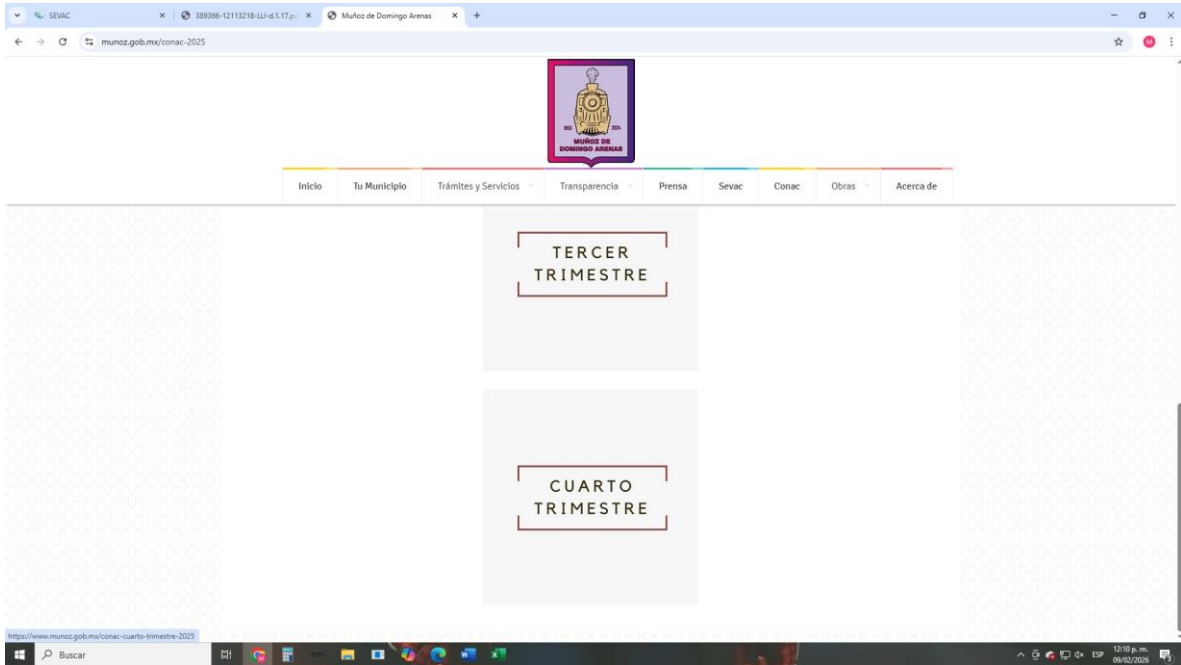 SEVAC
389366-12113218-LLI-d.1.17.p
Muñoz de Domingo Arenas
munoz.gob.mx/conac-2025
M
MUÑOZ DE
DOMINGO ARENAS
Inicio
Tu Municipio
Trámites y Servicios
Transparencia
Prensa
Sevac
Conac
Obras
Acerca de
TERCER
TRIMESTRE
CUARTO
TRIMESTRE
https://www.munoz.gob.mx/conac-cuarto-trimestre-2025
Buscar
ESP
12:10 p. m.
09/02/2026